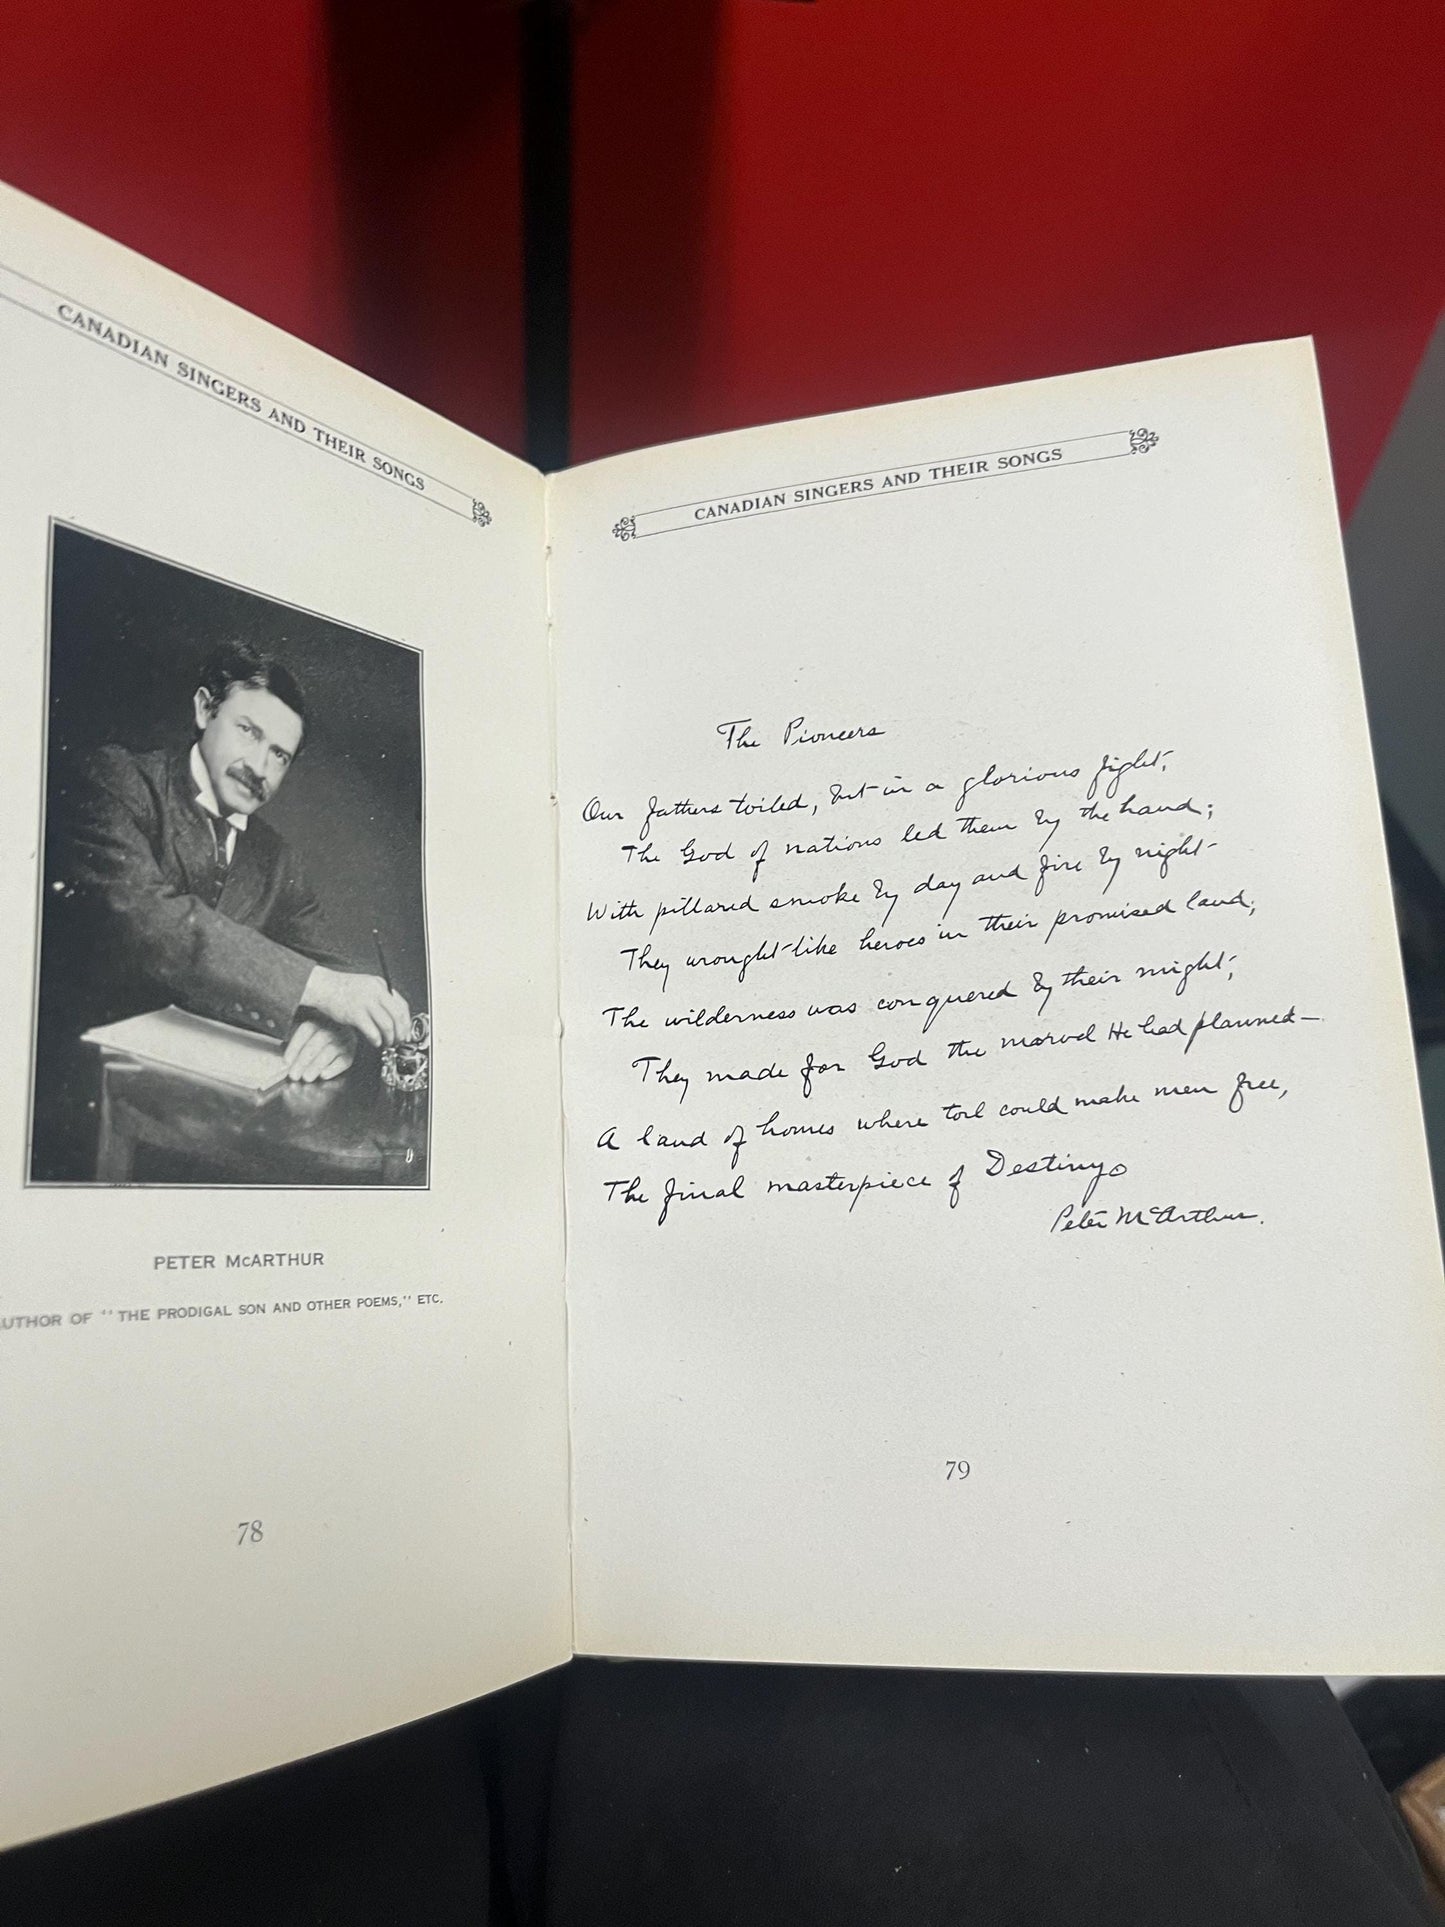 CANADIAN SINGERS AND THEIR SONGS
PETER McARTHUR
AUTHOR OF "THE PRODIGAL SON AND OTHER POEMS," ETC.
78
CANADIAN SINGERS AND THEIR SONGS
The Pioneers
Our fathers toiled, but in a glorious fight;
The God of nations led them by the hand;
With pillared smoke by day and fire by night
They wrought like heroes in their promised land;
The wilderness was conquered by their might;
They made for God the marvel He had planned—
A land of homes where toil could make men free,
The final masterpiece of Destiny.
Peter McArthur.
79